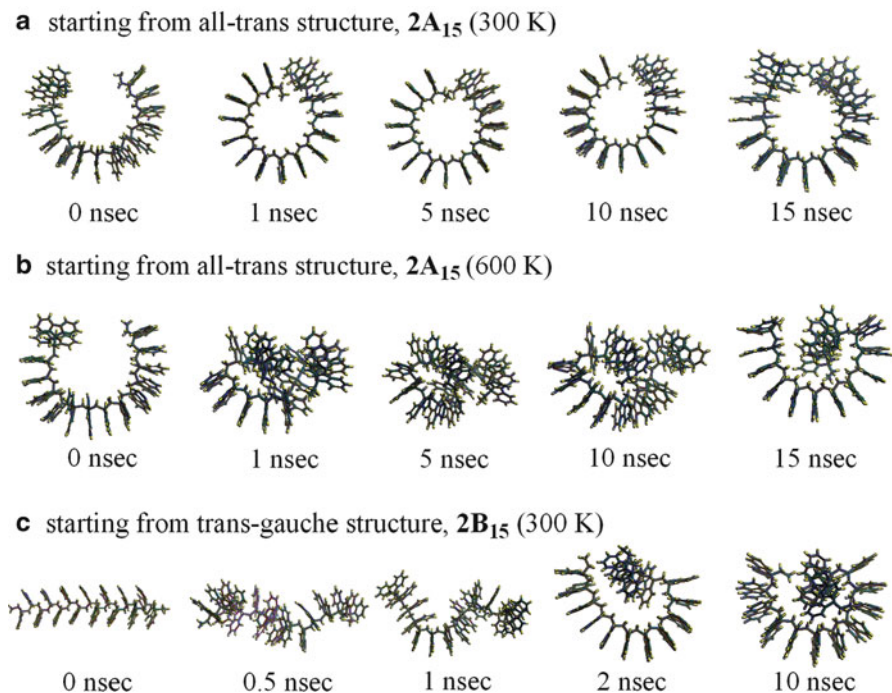 a starting from all-trans structure, 2A15 (300 K)
0 nsec 1 nsec 5 nsec 10 nsec 15 nsec
b starting from all-trans structure, 2A15 (600 K)
0 nsec 1 nsec 5 nsec 10 nsec 15 nsec
c starting from trans-gauche structure, 2B15 (300 K)
0 nsec 0.5 nsec 1 nsec 2 nsec 10 nsec